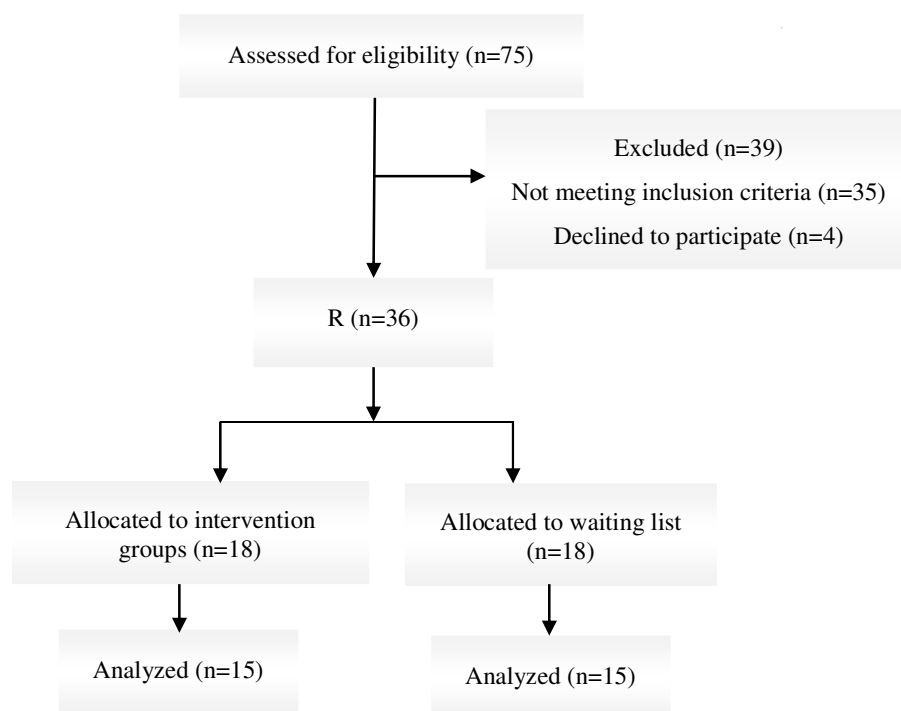 Assessed for eligibility (n=75)
Excluded (n=39)
Not meeting inclusion criteria (n=35)
Declined to participate (n=4)
R (n=36)
Allocated to intervention
groups (n=18)
Allocated to waiting list
(n=18)
Analyzed (n=15)
Analyzed (n=15)